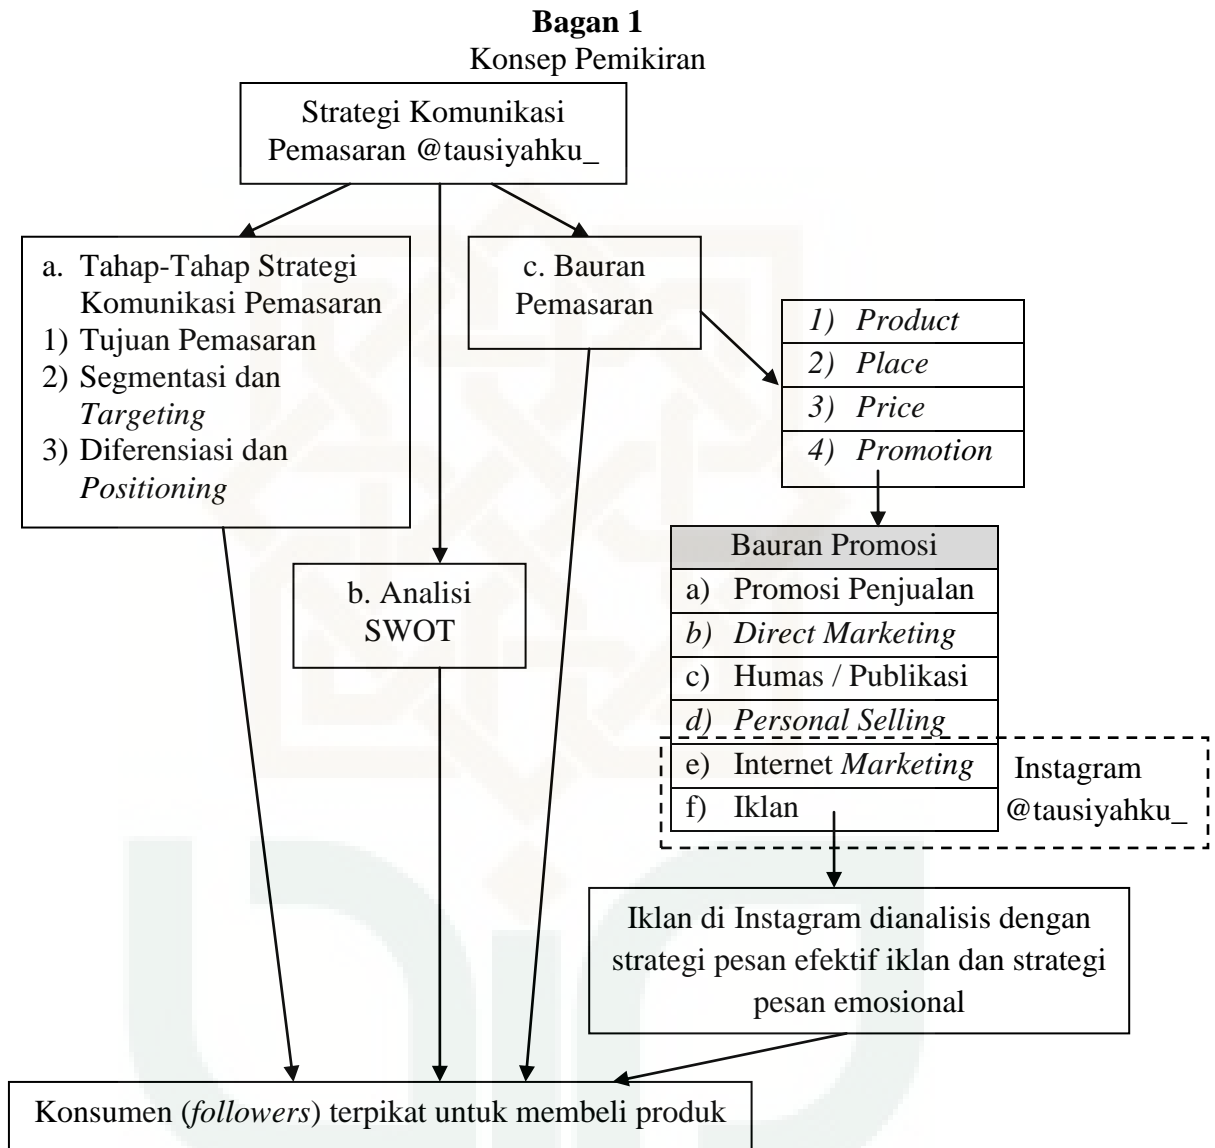 Bagan 1
Konsep Pemikiran
Strategi Komunikasi
Pemasaran @tausiyahku_
a. Tahap-Tahap Strategi
Komunikasi Pemasaran
1) Tujuan Pemasaran
2) Segmentasi dan
Targeting
3) Diferensiasi dan
Positioning
c. Bauran
Pemasaran
1) Product
2) Place
3) Price
4) Promotion
b. Analisi
SWOT
Bauran Promosi
a) Promosi Penjualan
b) Direct Marketing
c) Humas / Publikasi
d) Personal Selling
e) Internet Marketing
f) Iklan
Instagram
@tausiyahku_
Iklan di Instagram dianalisis dengan
strategi pesan efektif iklan dan strategi
pesan emosional
Konsumen (followers) terpikat untuk membeli produk